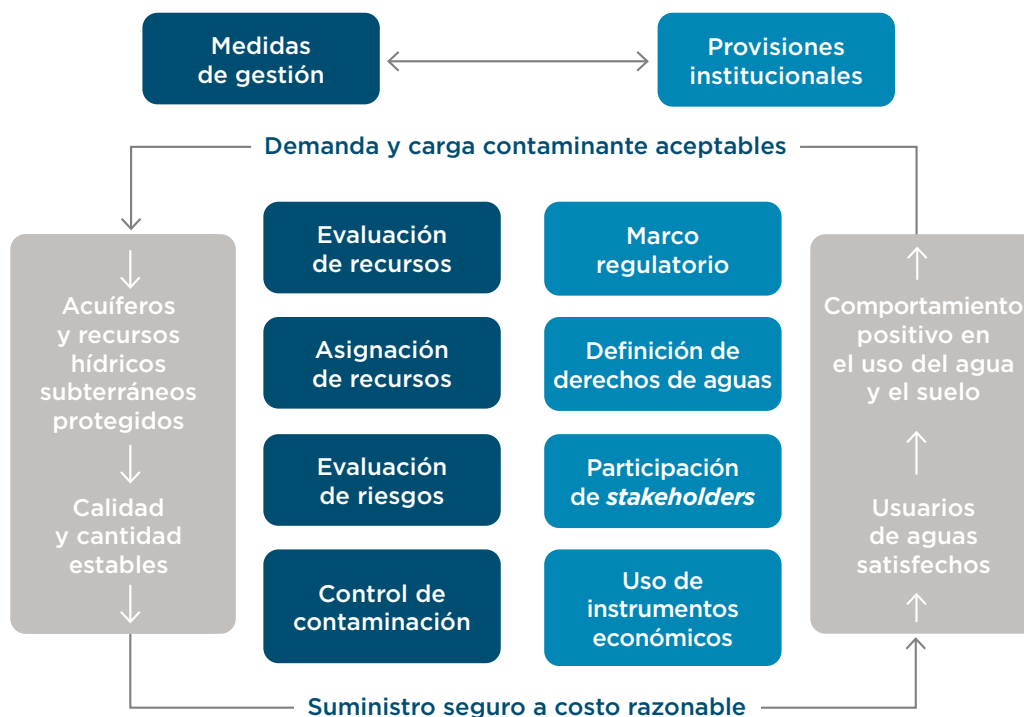 Medidas
de gestión
Provisiones
institucionales
Demanda y carga contaminante aceptables
Acuíferos
y recursos
hídricos
subterráneos
protegidos
Calidad
y cantidad
estables
Evaluación
de recursos
Asignación
de recursos
Evaluación
de riesgos
Control de
contaminación
Marco
regulatorio
Definición de
derechos de aguas
Participación
de stakeholders
Uso de
instrumentos
económicos
Comportamiento
positivo en
el uso del agua
y el suelo
Usuarios
de aguas
satisfechos
Suministro seguro a costo razonable